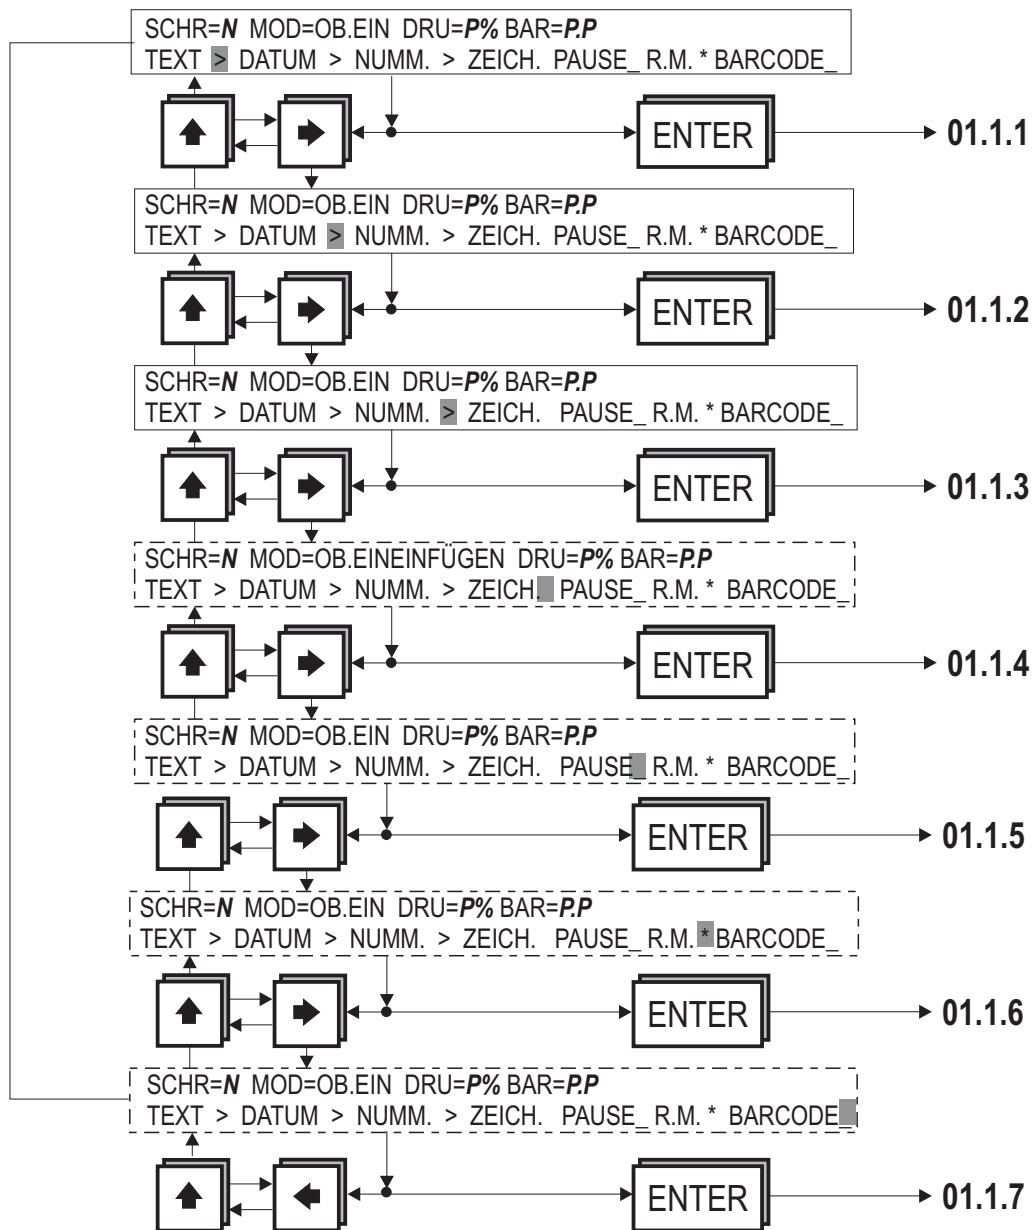 SCHR=N MOD=OB.EIN DRU=P% BAR=P.P
TEXT > DATUM > NUMM. > ZEICH. PAUSE_ R.M. * BARCODE_
ENTER
01.1.1
SCHR=N MOD=OB.EIN DRU=P% BAR=P.P
TEXT > DATUM > NUMM. > ZEICH. PAUSE_ R.M. * BARCODE_
ENTER
01.1.2
SCHR=N MOD=OB.EIN DRU=P% BAR=P.P
TEXT > DATUM > NUMM. > ZEICH. PAUSE_ R.M. * BARCODE_
ENTER
01.1.3
SCHR=N MOD=OB.EINEINFÜGEN DRU=P% BAR=P.P
TEXT > DATUM > NUMM. > ZEICH. PAUSE_ R.M. * BARCODE_
ENTER
01.1.4
SCHR=N MOD=OB.EIN DRU=P% BAR=P.P
TEXT > DATUM > NUMM. > ZEICH. PAUSE_ R.M. * BARCODE_
ENTER
01.1.5
SCHR=N MOD=OB.EIN DRU=P% BAR=P.P
TEXT > DATUM > NUMM. > ZEICH. PAUSE_ R.M. * BARCODE_
ENTER
01.1.6
SCHR=N MOD=OB.EIN DRU=P% BAR=P.P
TEXT > DATUM > NUMM. > ZEICH. PAUSE_ R.M. * BARCODE_
ENTER
01.1.7